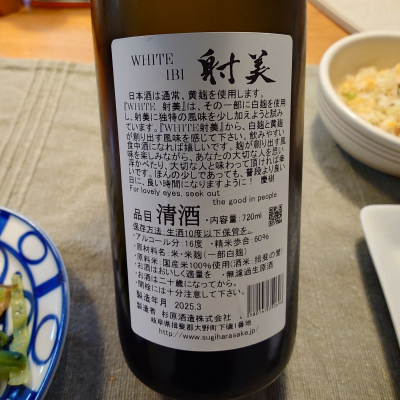 WHITE
IBI
射美
日本酒は通常、黄麹を使用します。
『WHITE 射美』は、その一部に白麹を使用
し、射美に独特の風味を少し加えようと試み
ています。『WHITE射美』から、白麹と黄麹
が創り出す風味を感じて下さい。飲みやすい
食中酒になれば嬉しいです。麹が創り出す風
味を楽しみながら、あなたの大切な人を思い
浮かべたり、大切な人と味わって頂ければ幸
いです。ほんの少しであっても、普段より良い
日に、良い時間になりますように! 慶樹
For lovely eyes, seek out
the good in people
品目 清酒 ・内容量:720ml
保存方法:生酒10度以下保管を。
・アルコール分:16度 ・精米歩合:60%
・原材料名:米・米麹(一部白麹)
・原料米:国産米100%使用(酒米 揖斐の誉)
・お酒はおいしく適量を ・無濾過生原酒
・お酒は二十歳になってから。
・開栓には十分注意して下さい。
製造年月 2025.3
製造者 杉原酒造株式会社
岐阜県揖斐郡大野町下磯1番地
http://www.sugiharasake.jp/